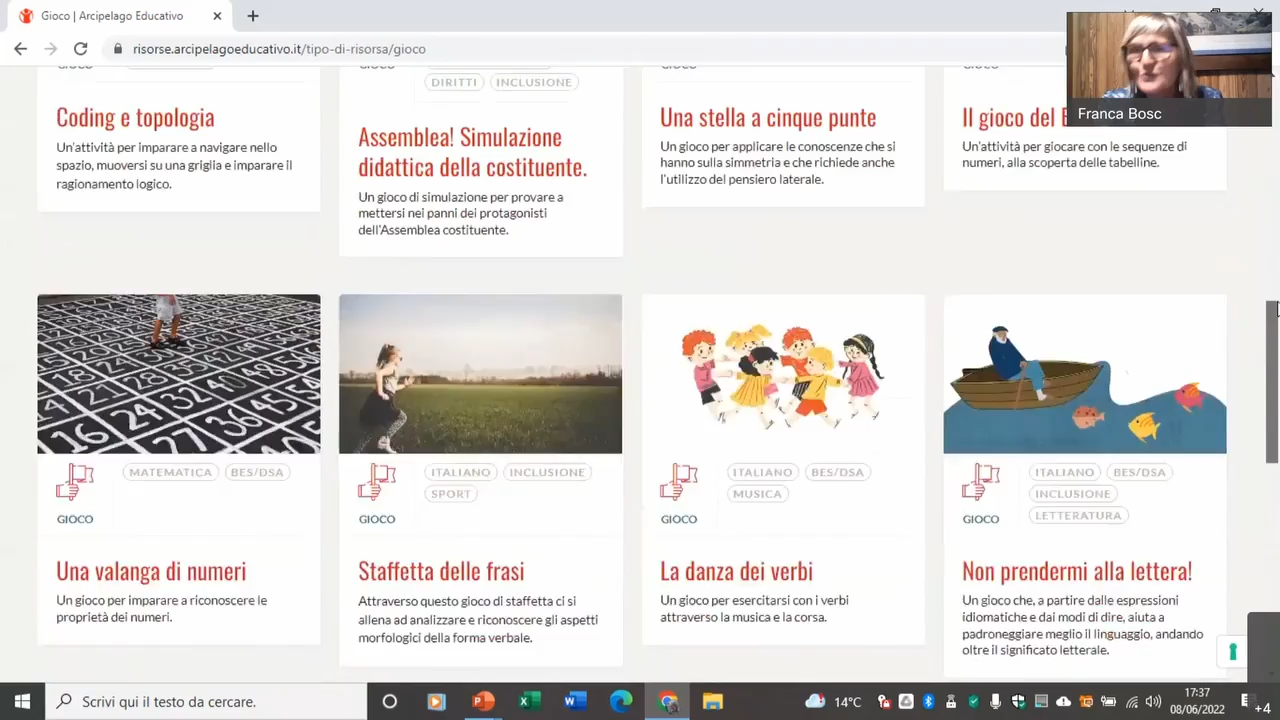 Gioco | Arcipelago Educativo
risorse.arcipelagoeducativo.it/tipo-di-risorsa/gioco
Franca Bosc
DIRITTI INCLUSIONE
Coding e topologia
Un'attività per imparare a navigare nello
spazio, muoversi su una griglia e imparare il
ragionamento logico.
Assemblea! Simulazione
didattica della costituente.
Un gioco di simulazione per provare a
mettersi nei panni dei protagonisti
dell'Assemblea costituente.
Una stella a cinque punte
Un gioco per applicare le conoscenze che si
hanno sulla simmetria e che richiede anche
l'utilizzo del pensiero laterale.
Il gioco del
Un'attività per giocare con le sequenze di
numeri, alla scoperta delle tabelline.
MATEMATICA BES/DSA
GIOCO
Una valanga di numeri
Un gioco per imparare a riconoscere le
proprietà dei numeri.
ITALIANO INCLUSIONE
SPORT
GIOCO
Staffetta delle frasi
Attraverso questo gioco di staffetta ci si
allena ad analizzare e riconoscere gli aspetti
morfologici della forma verbale.
ITALIANO BES/DSA
MUSICA
GIOCO
La danza dei verbi
Un gioco per esercitarsi con i verbi
attraverso la musica e la corsa.
ITALIANO BES/DSA
INCLUSIONE
LETTERATURA
GIOCO
Non prendermi alla lettera!
Un gioco che, a partire dalle espressioni
idiomatiche e dai modi di dire, aiuta a
padroneggiare meglio il linguaggio, andando
oltre il significato letterale.
Scrivi qui il testo da cercare.
14°C
17:37
08/06/2022
+4